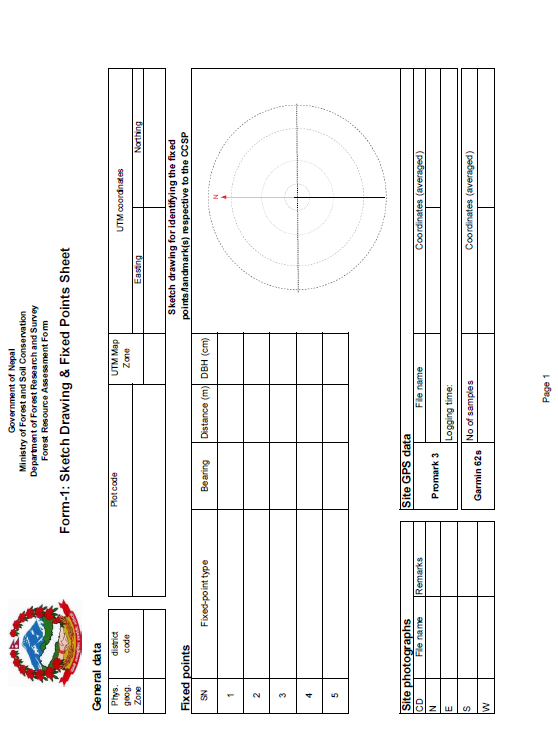 Government of Nepal
Ministry of Forest and Soil Conservation
Department of Forest Research and Survey
Forest Resource Assessment Form
Form-1: Sketch Drawing & Fixed Points Sheet
General data
Phys. geog. Zone
district code
Plot code
UTM Map Zone
UTM coordinates
Easting
Northing
Fixed points
Sketch drawing for identifying the fixed
points/landmark(s) respective to the CCSP
SN
Fixed-point type
Bearing
Distance (m)
DBH (cm)
1
2
3
4
5
N
Site photographs
CD
File name
Remarks
N
E
S
W
Site GPS data
Promark 3
File name
Coordinates (averaged)
Logging time:
Garmin 62s
No of samples
Coordinates (averaged)
Page 1